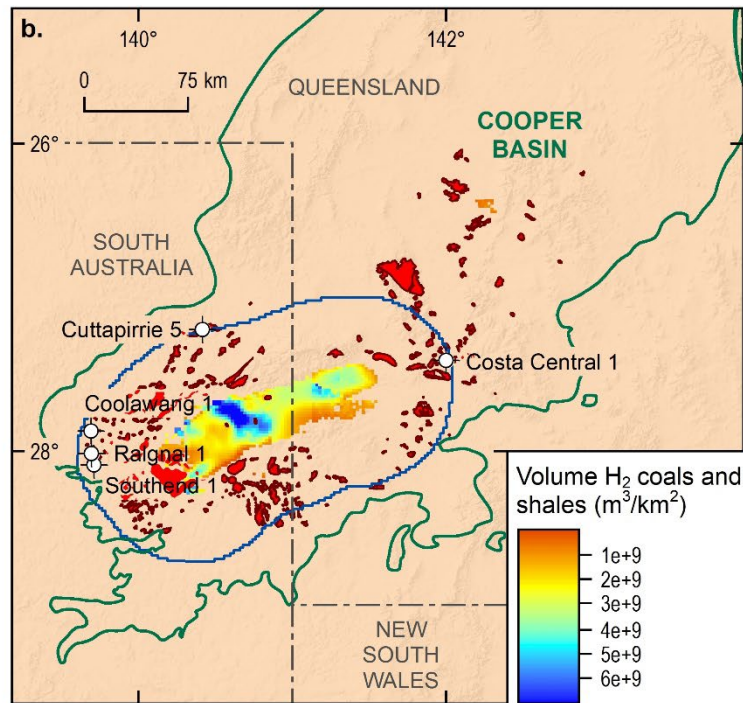 b.
140°
142°
0
75 km
QUEENSLAND
COOPER
BASIN
26°
SOUTH
AUSTRALIA
Cuttapirrie 5
Costa Central 1
Coolawang 1
28°
Raignal 1
Southend 1
Volume H₂ coals and
shales (m³/km²)
1e+9
2e+9
3e+9
4e+9
5e+9
6e+9
NEW
SOUTH
WALES